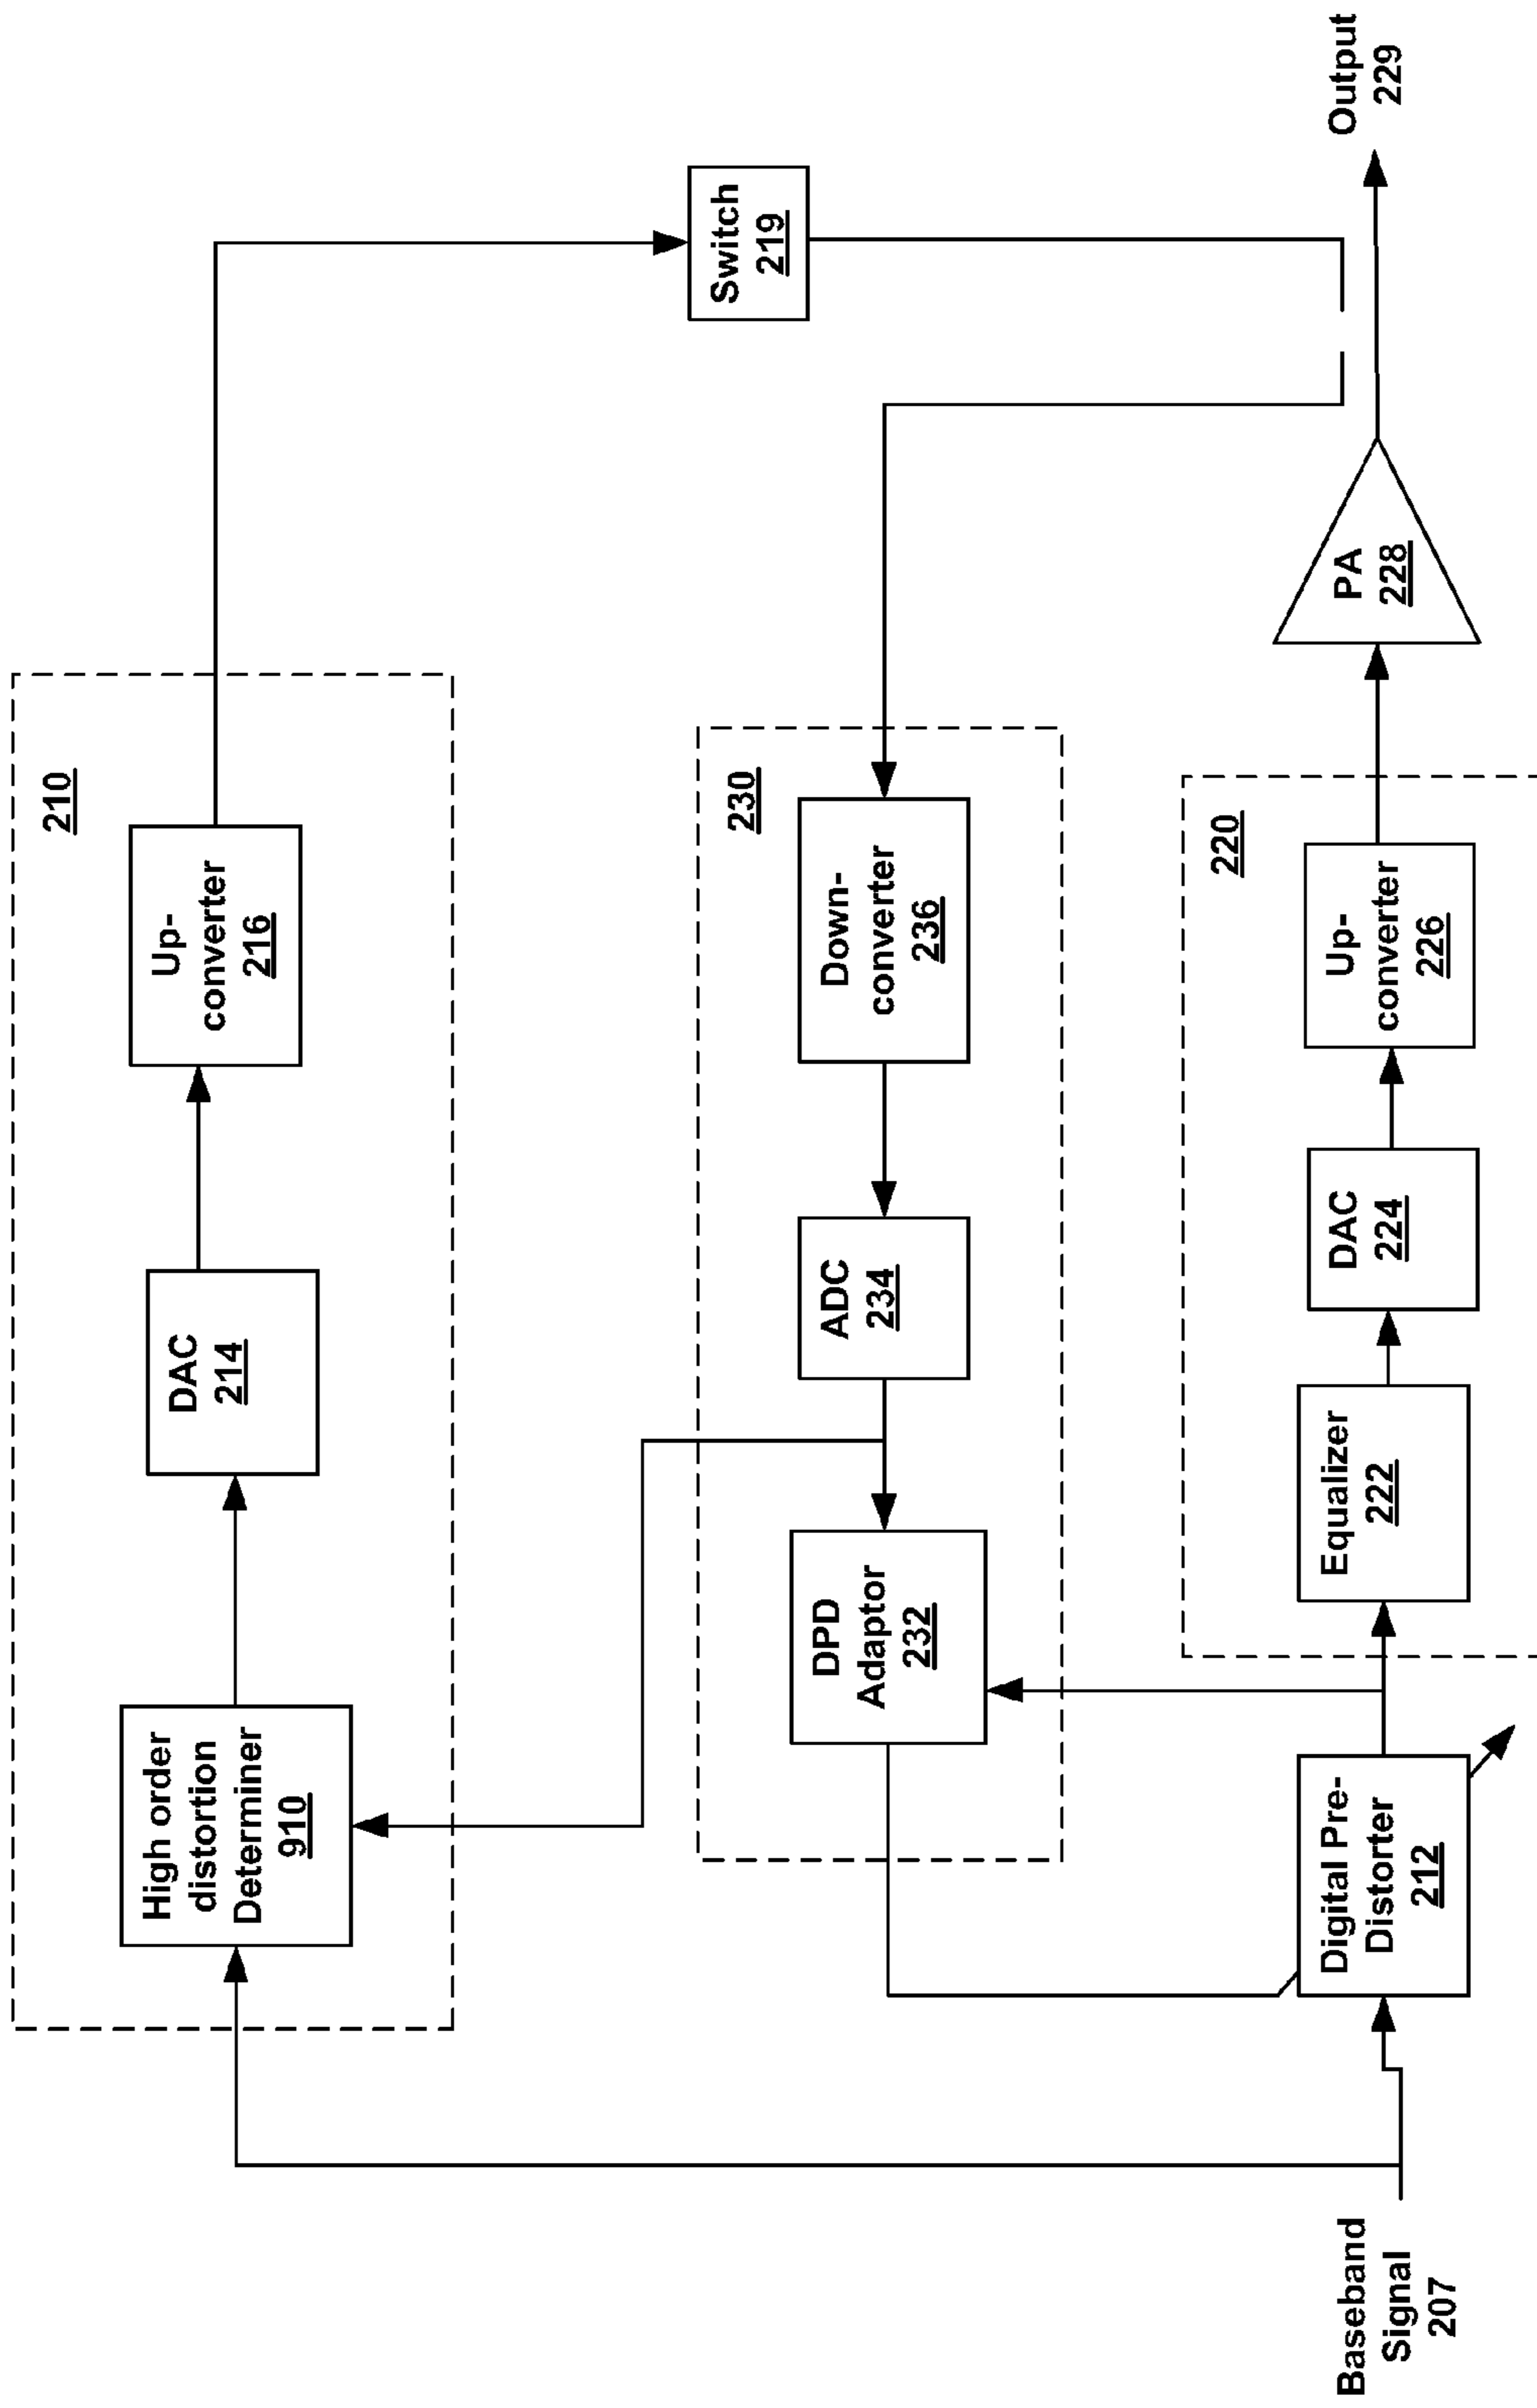 210
High order
distortion
Determiner
910
DAC
214
Up-
converter
216
Switch
219
230
DPD
Adaptor
232
ADC
234
Down-
converter
236
220
Baseband
Signal
207
Digital Pre-
Distorter
212
Equalizer
222
DAC
224
Up-
converter
226
PA
228
Output
229